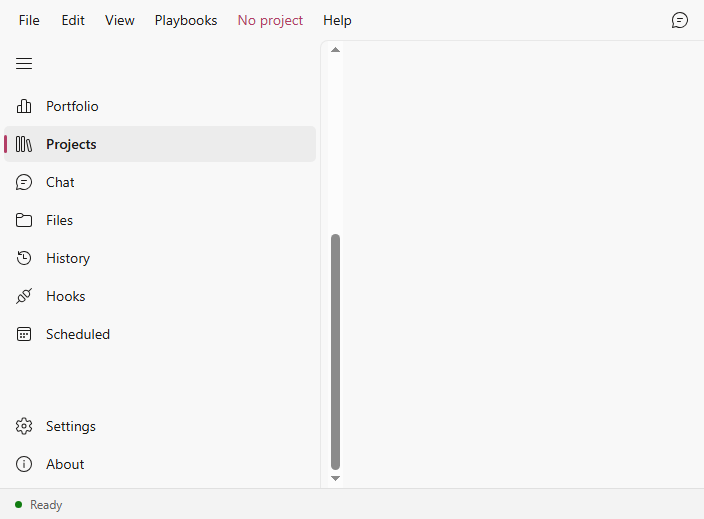 File Edit View Playbooks No project Help
Portfolio
Projects
Chat
Files
History
Hooks
Scheduled
Settings
About
Ready